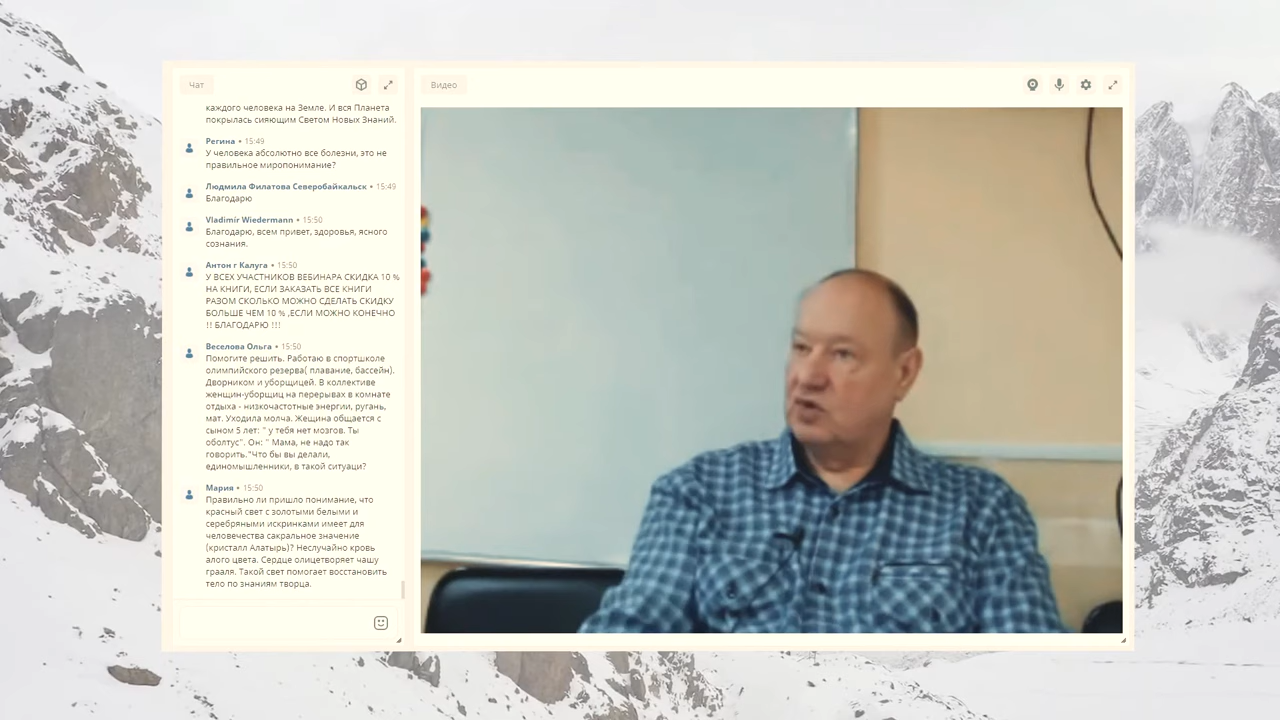 Чат
каждого человека на Земле. И вся Планета
покрылась сияющим Светом Новых Знаний.
Регина • 15:49
У человека абсолютно все болезни, это не
правильное миропонимание?
Людмила Филатова Северобайкальск • 15:49
Благодарю
Vladimír Wiedermann • 15:50
Благодарю, всем привет, здоровья, ясного
сознания.
Антон г Калуга • 15:50
У ВСЕХ УЧАСТНИКОВ ВЕБИНАРА СКИДКА 10 %
НА КНИГИ, ЕСЛИ ЗАКАЗАТЬ ВСЕ КНИГИ
РАЗОМ СКОЛЬКО МОЖНО СДЕЛАТЬ СКИДКУ
БОЛЬШЕ ЧЕМ 10 % ,ЕСЛИ МОЖНО КОНЕЧНО
!! БЛАГОДАРЮ !!!
Веселова Ольга • 15:50
Помогите решить. Работаю в спортшколе
олимпийского резерва( плавание, бассейн).
Дворником и уборщицей. В коллективе
женщин-уборщиц на перерывах в комнате
отдыха - низкочастотные энергии, ругань,
мат. Уходила молча. Жещина общается с
сыном 5 лет: " у тебя нет мозгов. Ты
оболтус". Он: " Мама, не надо так
говорить."Что бы вы делали,
единомышленники, в такой ситуаци?
Мария • 15:50
Правильно ли пришло понимание, что
красный свет с золотыми белыми и
серебряными искринками имеет для
человечества сакральное значение
(кристалл Алатырь)? Неслучайно кровь
алого цвета. Сердце олицетворяет чашу
грааля. Такой свет помогает восстановить
тело по знаниям творца.
Видео